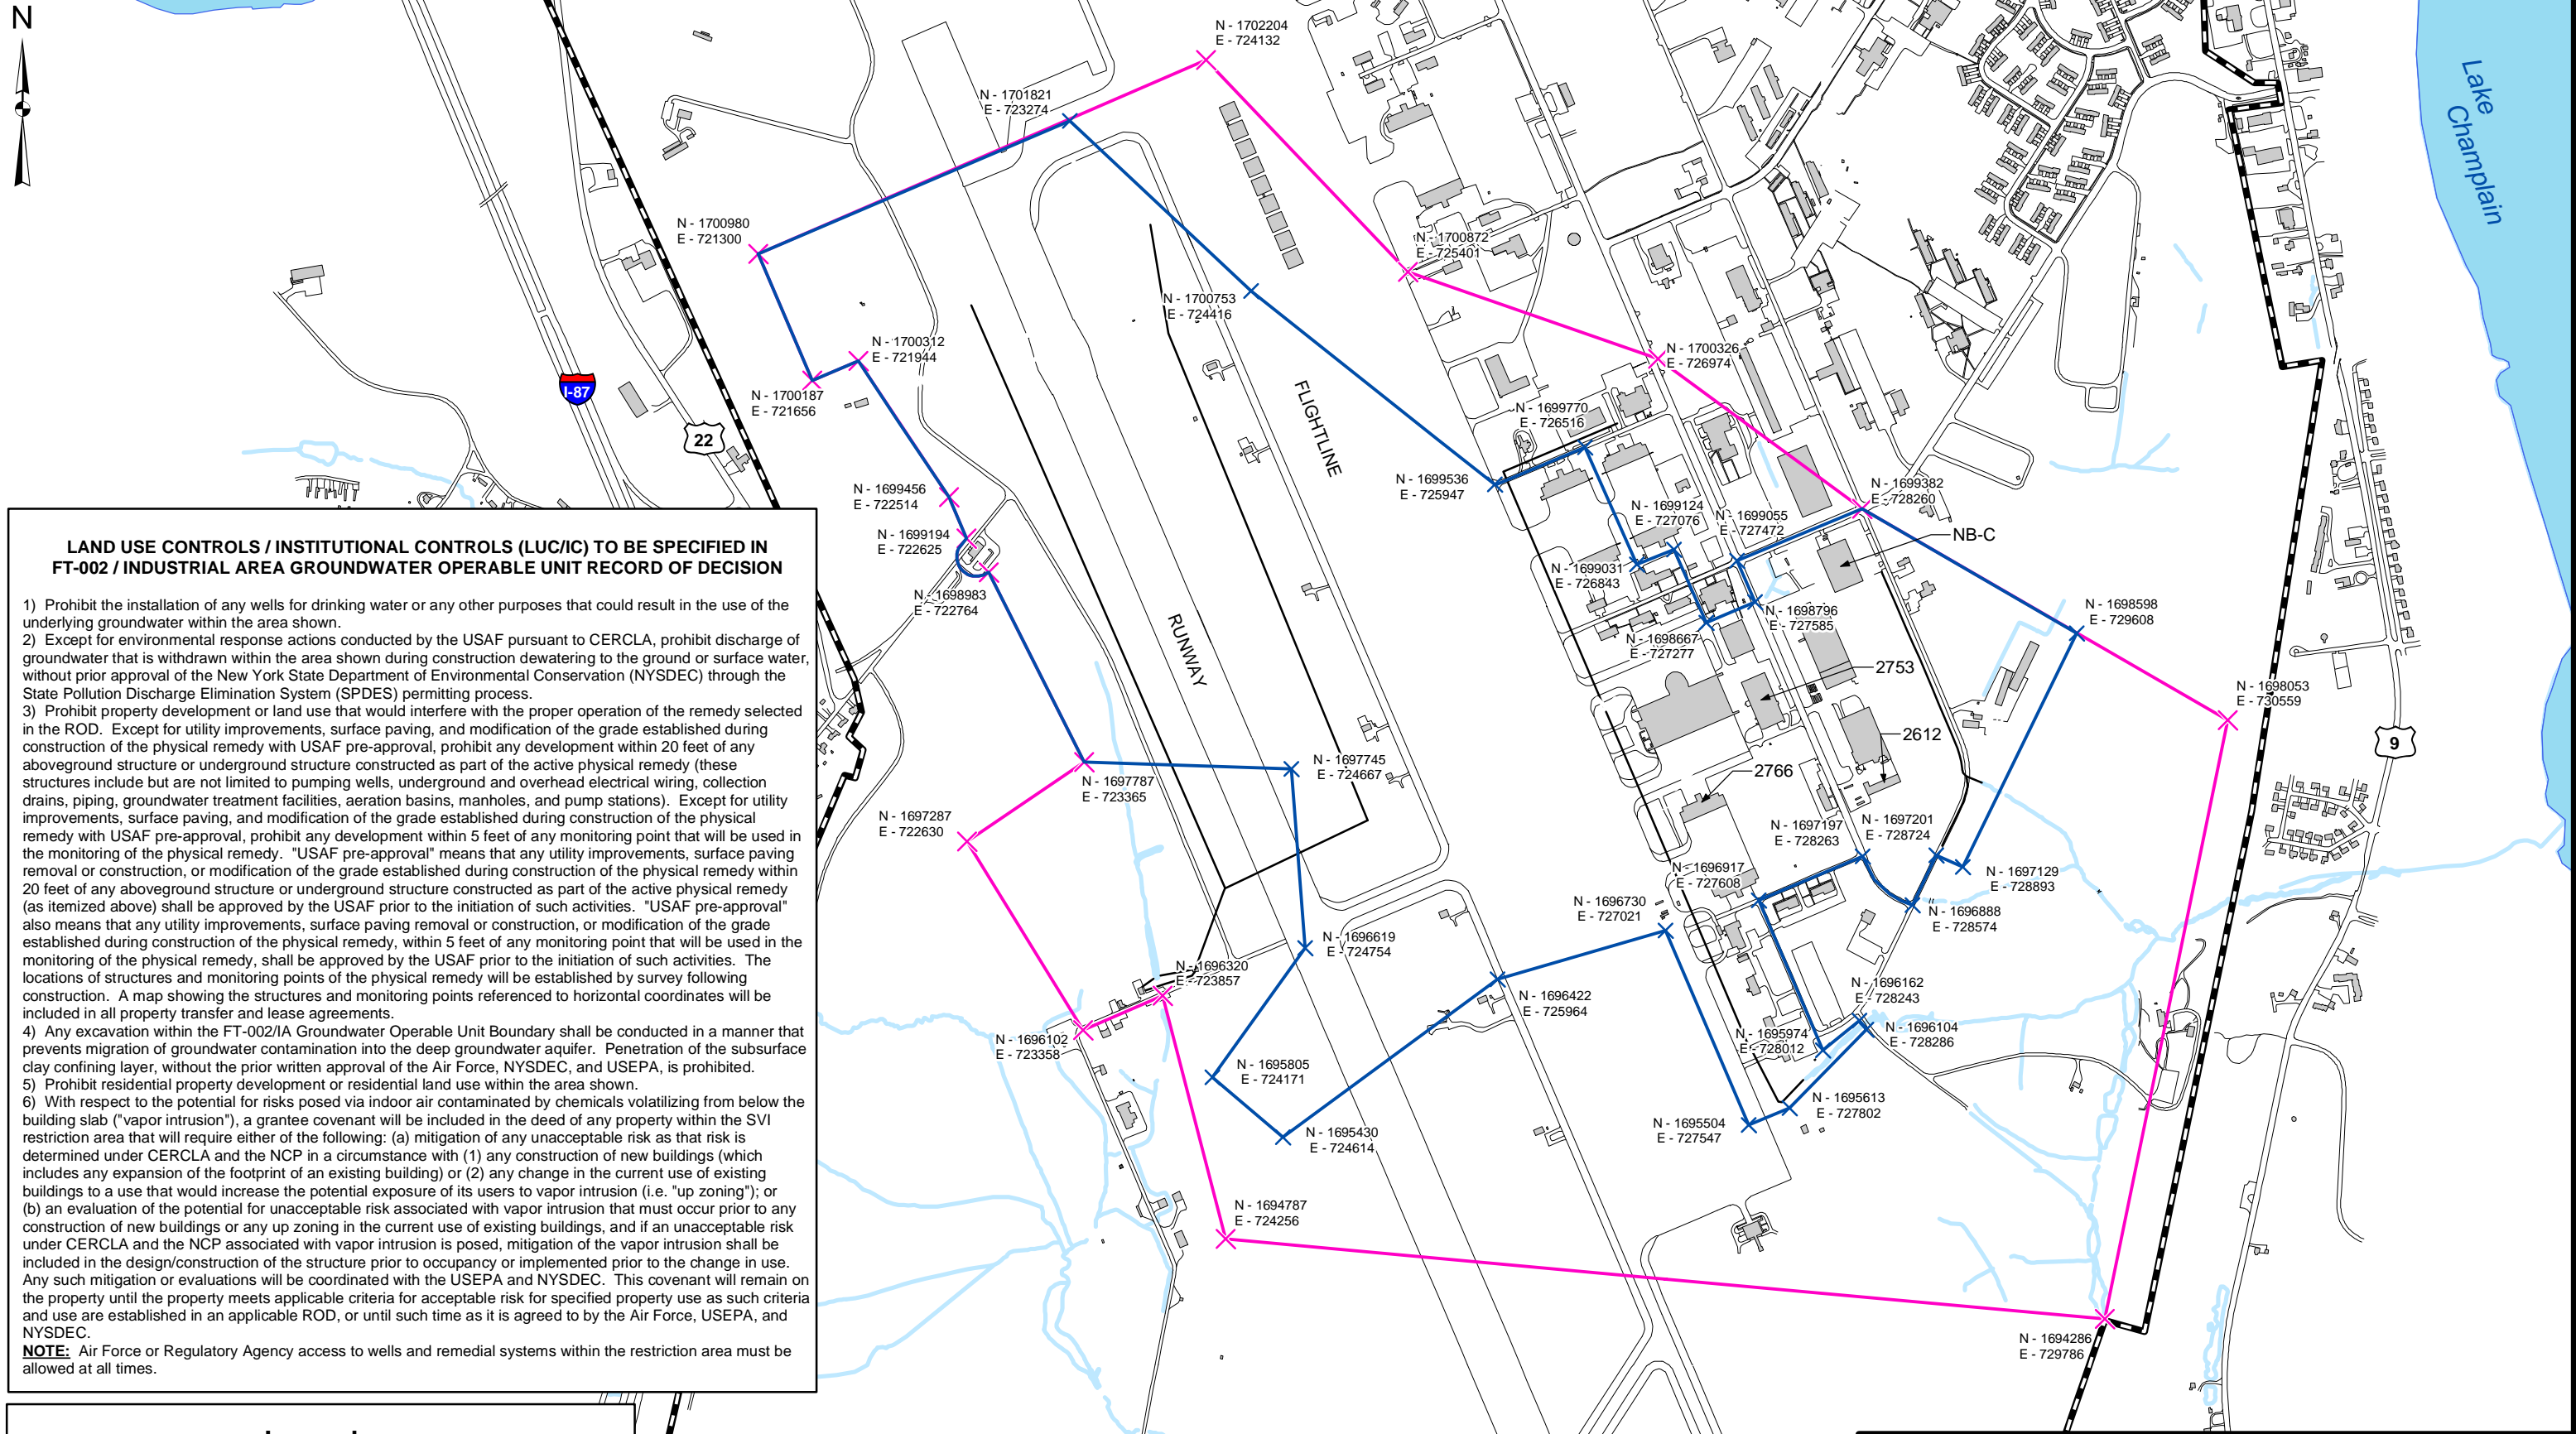 N
N - 1702204
E - 724132
N - 1701821
E - 723274
Lake
Champlain
N - 1700980
E - 721300
N - 1700872
E - 725401
N - 1700753
E - 724416
N - 1700312
E - 721944
N - 1700326
E - 726974
N - 1700187
E - 721656
I-87
22
FLIGHTLINE
N - 1699770
E - 726516
N - 1699536
E - 725947
N - 1699456
E - 722514
N - 1699382
E - 728260
N - 1699124
E - 727076
N - 1699055
E - 727472
N - 1699194
E - 722625
NB-C
N - 1699031
E - 726843
N - 1698983
E - 722764
N - 1698796
E - 727585
N - 1698598
E - 729608
N - 1698667
E - 727277
RUNWAY
2753
N - 1698053
E - 730559
2612
9
N - 1697745
E - 724667
2766
N - 1697787
E - 723365
N - 1697287
E - 722630
N - 1697197
E - 728263
N - 1697201
E - 728724
N - 1696917
E - 727608
N - 1697129
E - 728893
N - 1696730
E - 727021
N - 1696888
E - 728574
N - 1696619
E - 724754
N - 1696320
E - 723857
N - 1696422
E - 725964
N - 1696162
E - 728243
N - 1696102
E - 723358
N - 1695974
E - 728012
N - 1696104
E - 728286
N - 1695805
E - 724171
N - 1695613
E - 727802
N - 1695504
E - 727547
N - 1695430
E - 724614
N - 1694787
E - 724256
N - 1694286
E - 729786
LAND USE CONTROLS / INSTITUTIONAL CONTROLS (LUC/IC) TO BE SPECIFIED IN
FT-002 / INDUSTRIAL AREA GROUNDWATER OPERABLE UNIT RECORD OF DECISION
1) Prohibit the installation of any wells for drinking water or any other purposes that could result in the use of the
underlying groundwater within the area shown.
2) Except for environmental response actions conducted by the USAF pursuant to CERCLA, prohibit discharge of
groundwater that is withdrawn within the area shown during construction dewatering to the ground or surface water,
without prior approval of the New York State Department of Environmental Conservation (NYSDEC) through the
State Pollution Discharge Elimination System (SPDES) permitting process.
3) Prohibit property development or land use that would interfere with the proper operation of the remedy selected
in the ROD. Except for utility improvements, surface paving, and modification of the grade established during
construction of the physical remedy with USAF pre-approval, prohibit any development within 20 feet of any
aboveground structure or underground structure constructed as part of the active physical remedy (these
structures include but are not limited to pumping wells, underground and overhead electrical wiring, collection
drains, piping, groundwater treatment facilities, aeration basins, manholes, and pump stations). Except for utility
improvements, surface paving, and modification of the grade established during construction of the physical
remedy with USAF pre-approval, prohibit any development within 5 feet of any monitoring point that will be used in
the monitoring of the physical remedy. "USAF pre-approval" means that any utility improvements, surface paving
removal or construction, or modification of the grade established during construction of the physical remedy within
20 feet of any aboveground structure or underground structure constructed as part of the active physical remedy
(as itemized above) shall be approved by the USAF prior to the initiation of such activities. "USAF pre-approval"
also means that any utility improvements, surface paving removal or construction, or modification of the grade
established during construction of the physical remedy, within 5 feet of any monitoring point that will be used in the
monitoring of the physical remedy, shall be approved by the USAF prior to the initiation of such activities. The
locations of structures and monitoring points of the physical remedy will be established by survey following
construction. A map showing the structures and monitoring points referenced to horizontal coordinates will be
included in all property transfer and lease agreements.
4) Any excavation within the FT-002/IA Groundwater Operable Unit Boundary shall be conducted in a manner that
prevents migration of groundwater contamination into the deep groundwater aquifer. Penetration of the subsurface
clay confining layer, without the prior written approval of the Air Force, NYSDEC, and USEPA, is prohibited.
5) Prohibit residential property development or residential land use within the area shown.
6) With respect to the potential for risks posed via indoor air contaminated by chemicals volatilizing from below the
building slab ("vapor intrusion"), a grantee covenant will be included in the deed of any property within the SVI
restriction area that will require either of the following: (a) mitigation of any unacceptable risk as that risk is
determined under CERCLA and the NCP in a circumstance with (1) any construction of new buildings (which
includes any expansion of the footprint of an existing building) or (2) any change in the current use of existing
buildings to a use that would increase the potential exposure of its users to vapor intrusion (i.e. "up zoning"); or
(b) an evaluation of the potential for unacceptable risk associated with vapor intrusion that must occur prior to any
construction of new buildings or any up zoning in the current use of existing buildings, and if an unacceptable risk
under CERCLA and the NCP associated with vapor intrusion is posed, mitigation of the vapor intrusion shall be
included in the design/construction of the structure prior to occupancy or implemented prior to the change in use.
Any such mitigation or evaluations will be coordinated with the USEPA and NYSDEC. This covenant will remain on
the property until the property meets applicable criteria for acceptable risk for specified property use as such criteria
and use are established in an applicable ROD, or until such time as it is agreed to by the Air Force, USEPA, and
NYSDEC.
NOTE: Air Force or Regulatory Agency access to wells and remedial systems within the restriction area must be
allowed at all times.